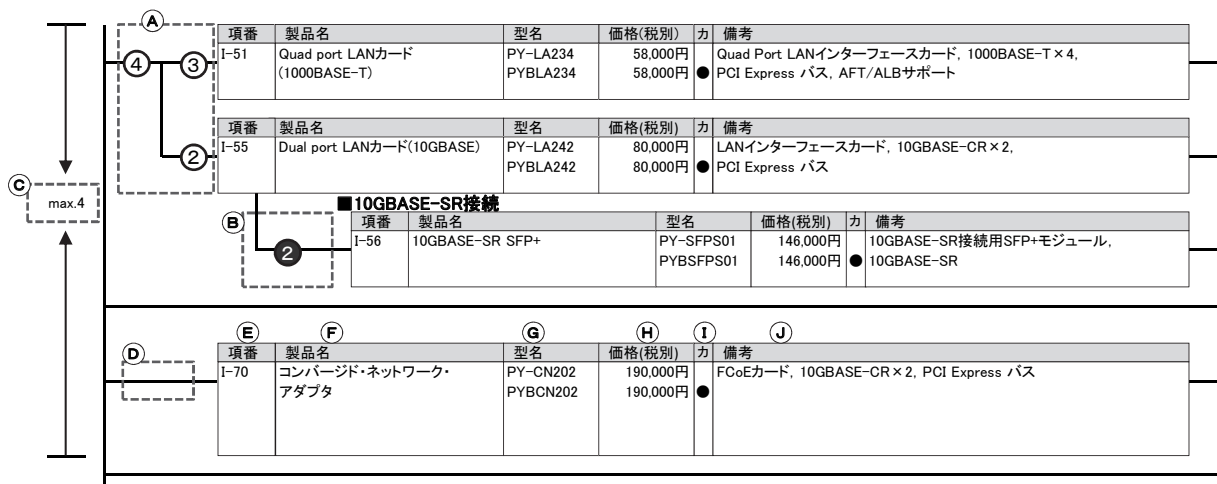 Ⓐ
項番 製品名 型名 価格(税別) カ 備考
④ ③ I-51 Quad port LANカード PY-LA234 58,000円 Quad Port LANインターフェースカード, 1000BASE-T×4,
(1000BASE-T) PYBLA234 58,000円 ● PCI Express バス, AFT/ALBサポート
項番 製品名 型名 価格(税別) カ 備考
② I-55 Dual port LANカード(10GBASE) PY-LA242 80,000円 LANインターフェースカード, 10GBASE-CR×2,
PYBLA242 80,000円 ● PCI Express バス
Ⓒ
max.4
■10GBASE-SR接続
Ⓑ
項番 製品名 型名 価格(税別) カ 備考
❷ I-56 10GBASE-SR SFP+ PY-SFPS01 146,000円 10GBASE-SR接続用SFP+モジュール,
PYBSFPS01 146,000円 ● 10GBASE-SR
Ⓔ Ⓕ Ⓖ Ⓗ Ⓘ Ⓙ
Ⓓ
項番 製品名 型名 価格(税別) カ 備考
I-70 コンバージド・ネットワーク・ PY-CN202 190,000円 FCoEカード, 10GBASE-CR×2, PCI Express バス
アダプタ PYBCN202 190,000円 ●